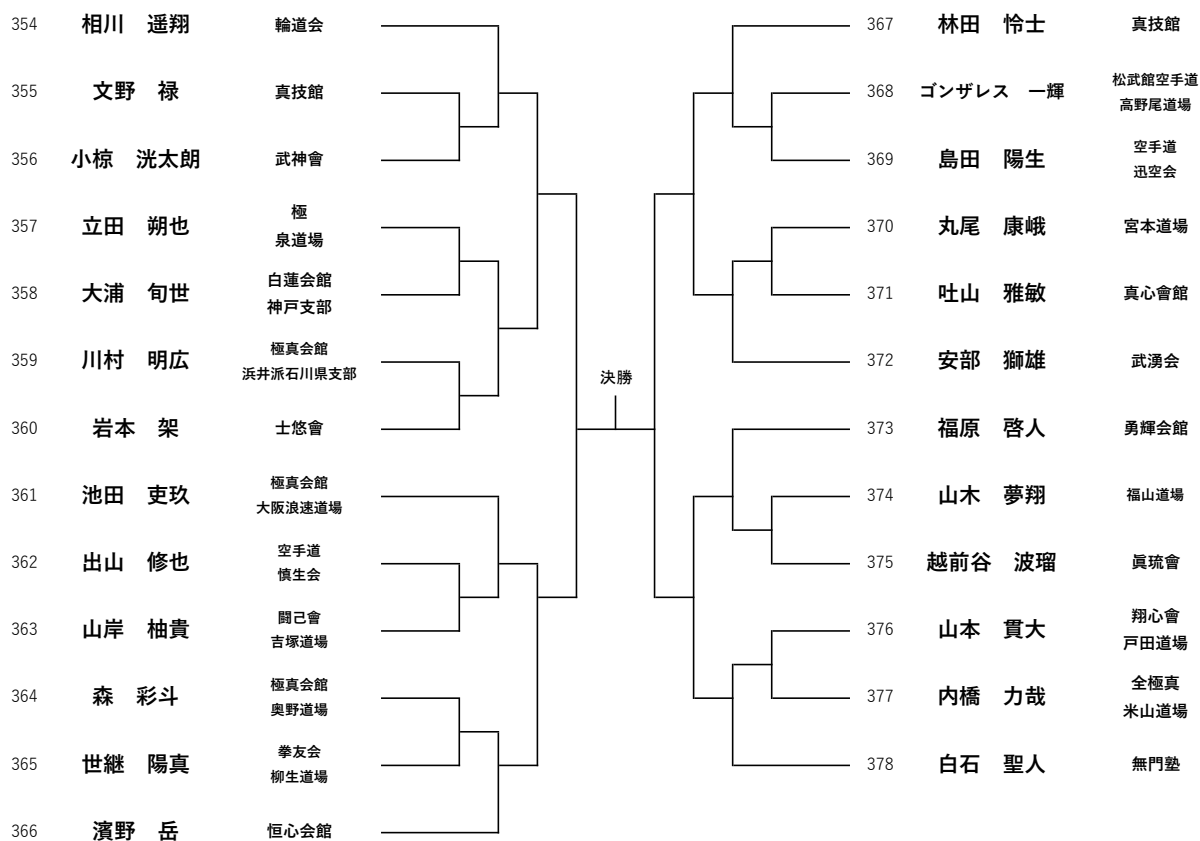 354 相川 遥翔 輪道会
355 文野 禄 真技館
356 小椋 洸太朗 武神會
357 立田 朔也 極
泉道場
358 大浦 旬世 白蓮会館
神戸支部
359 川村 明広 極真会館
浜井派石川県支部
360 岩本 架 士悠會
361 池田 吏玖 極真会館
大阪浪速道場
362 出山 修也 空手道
慎生会
363 山岸 柚貴 闘己會
吉塚道場
364 森 彩斗 極真会館
奥野道場
365 世継 陽真 拳友会
柳生道場
366 濱野 岳 恒心会館
決勝
367 林田 怜士 真技館
368 ゴンザレス 一輝 松武館空手道
高野尾道場
369 島田 陽生 空手道
迅空会
370 丸尾 康峨 宮本道場
371 吐山 雅敏 真心會館
372 安部 獅雄 武湧会
373 福原 啓人 勇輝会館
374 山木 夢翔 福山道場
375 越前谷 波瑠 眞琉會
376 山本 貫大 翔心會
戸田道場
377 内橋 力哉 全極真
米山道場
378 白石 聖人 無門塾